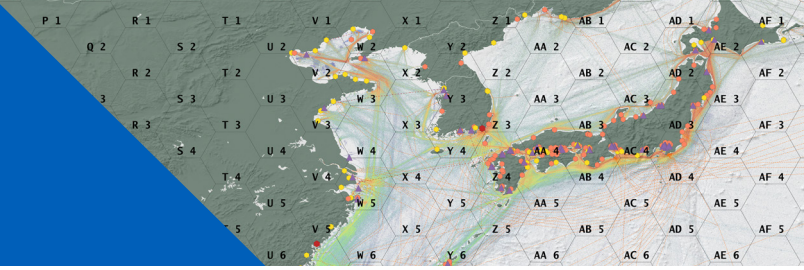 P 1 R 1 T 1 V 1 X 1 Z 1 AB 1 AD 1 AF 1
Q 2 S 2 U 2 W 2 Y 2 AA 2 AC 2 AE 2
R 2 T 2 V 2 X 2 Z 2 AB 2 AD 2 AF 2
3 S 3 U 3 W 3 Y 3 AA 3 AC 3 AE 3
R 3 T 3 V 3 X 3 Z 3 AB 3 AD 3 AF 3
S 4 U 4 W 4 Y 4 AA 4 AC 4 AE 4
T 4 V 4 X 4 Z 4 AB 4 AD 4 AF 4
U 5 W 5 Y 5 AA 5 AC 5 AE 5
5 V 5 X 5 Z 5 AB 5 AD 5 AF 5
U 6 W 6 Y 6 AA 6 AC 6 AE 6